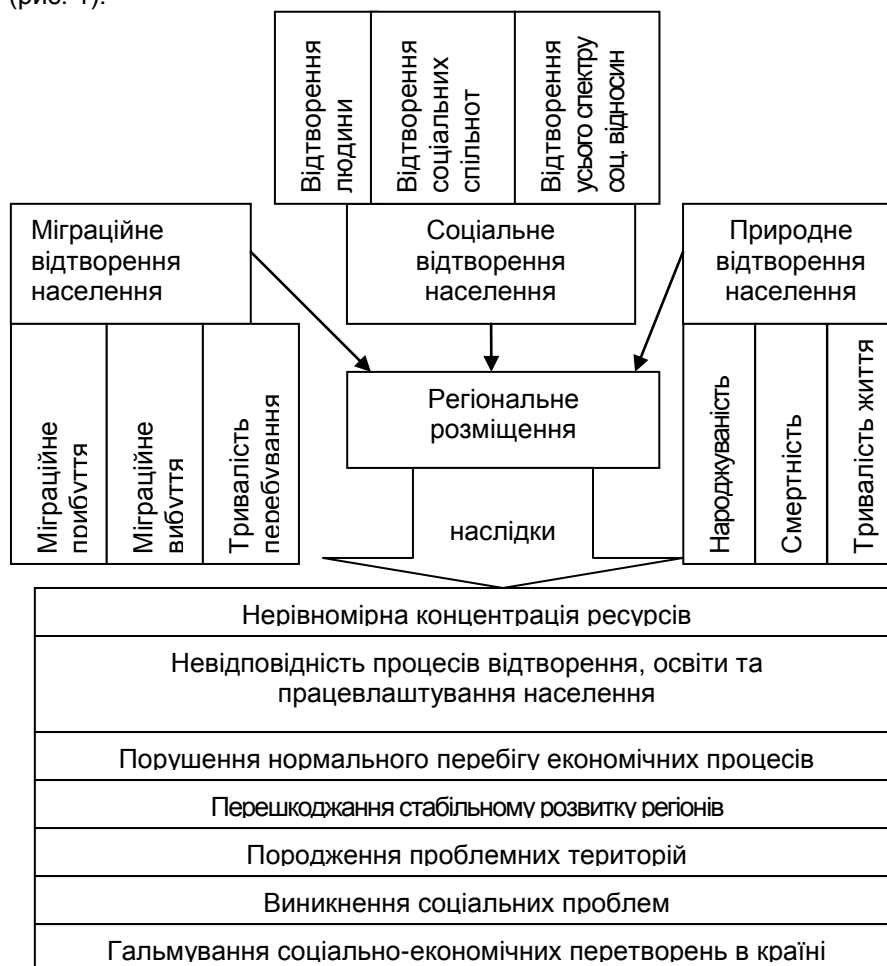 (рис. 1).
Відтворення
людини
Відтворення
соціальних
спільнот
Відтворення
усього спектру
соц. відносин
Міграційне
відтворення
населення
Соціальне
відтворення
населення
Природне
відтворення
населення
Міграційне
прибуття
Міграційне
вибуття
Тривалість
перебування
Регіональне
розміщення
Народжуваність
Смертність
Тривалість життя
наслідки
Нерівномірна концентрація ресурсів
Невідповідність процесів відтворення, освіти та
працевлаштування населення
Порушення нормального перебігу економічних процесів
Перешкоджання стабільному розвитку регіонів
Породження проблемних територій
Виникнення соціальних проблем
Гальмування соціально-економічних перетворень в країні